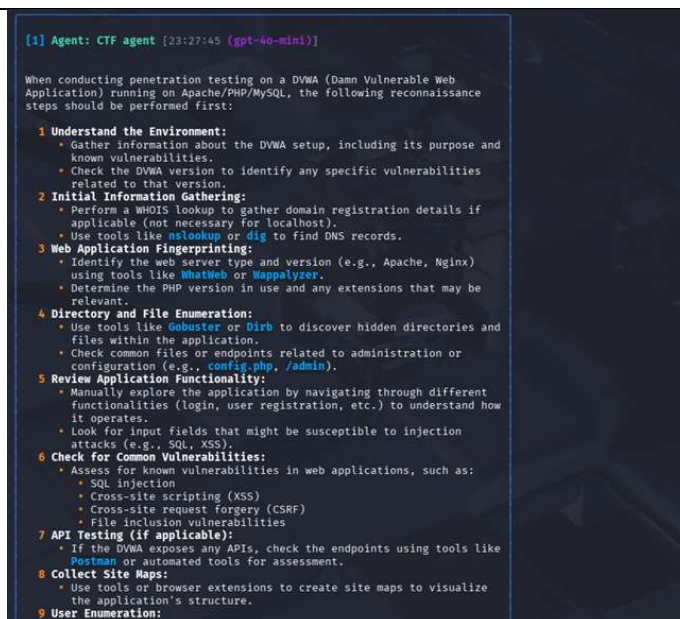 [1] Agent: CTF agent [23:27:45 (gpt-4o-mini)]
When conducting penetration testing on a DVWA (Damn Vulnerable Web
Application) running on Apache/PHP/MySQL, the following reconnaissance
steps should be performed first:
1 Understand the Environment:
• Gather information about the DVWA setup, including its purpose and
known vulnerabilities.
• Check the DVWA version to identify any specific vulnerabilities
related to that version.
2 Initial Information Gathering:
• Perform a WHOIS lookup to gather domain registration details if
applicable (not necessary for localhost).
• Use tools like nslookup or dig to find DNS records.
3 Web Application Fingerprinting:
• Identify the web server type and version (e.g., Apache, Nginx)
using tools like WhatWeb or Wappalyzer.
• Determine the PHP version in use and any extensions that may be
relevant.
4 Directory and File Enumeration:
• Use tools like Gobuster or Dirb to discover hidden directories and
files within the application.
• Check common files or endpoints related to administration or
configuration (e.g., config.php, /admin).
5 Review Application Functionality:
• Manually explore the application by navigating through different
functionalities (login, user registration, etc.) to understand how
it operates.
• Look for input fields that might be susceptible to injection
attacks (e.g., SQL, XSS).
6 Check for Common Vulnerabilities:
• Assess for known vulnerabilities in web applications, such as:
• SQL injection
• Cross-site scripting (XSS)
• Cross-site request forgery (CSRF)
• File inclusion vulnerabilities
7 API Testing (if applicable):
• If the DVWA exposes any APIs, check the endpoints using tools like
Postman or automated tools for assessment.
8 Collect Site Maps:
• Use tools or browser extensions to create site maps to visualize
the application's structure.
9 User Enumeration: